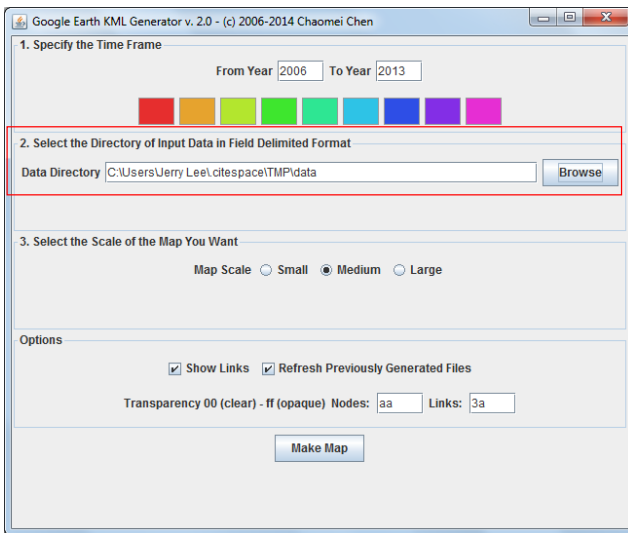 Google Earth KML Generator v. 2.0 - (c) 2006-2014 Chaomei Chen
1. Specify the Time Frame
From Year 2006 To Year 2013
2. Select the Directory of Input Data in Field Delimited Format
Data Directory C:\Users\Jerry Lee\.citespace\TMP\data Browse
3. Select the Scale of the Map You Want
Map Scale Small Medium Large
Options
Show Links Refresh Previously Generated Files
Transparency 00 (clear) - ff (opaque) Nodes: aa Links: 3a
Make Map